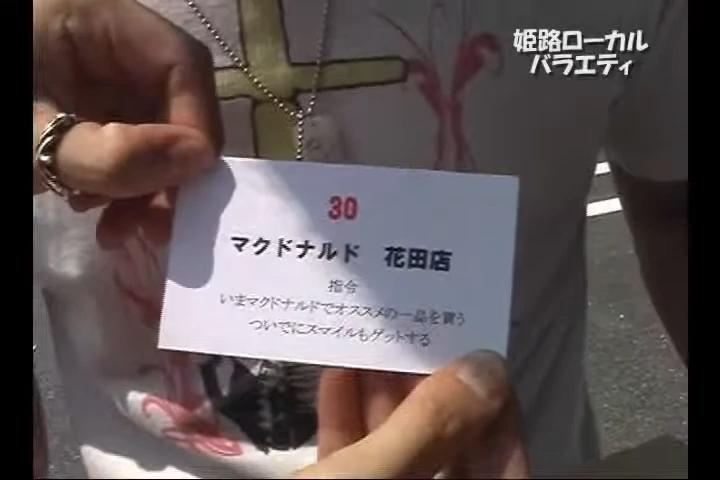 姫路ローカル
バラエティ
30
マクドナルド 花田店
指令
いまマクドナルドでオススメの一品を買う
ついでにスマイルもゲットする